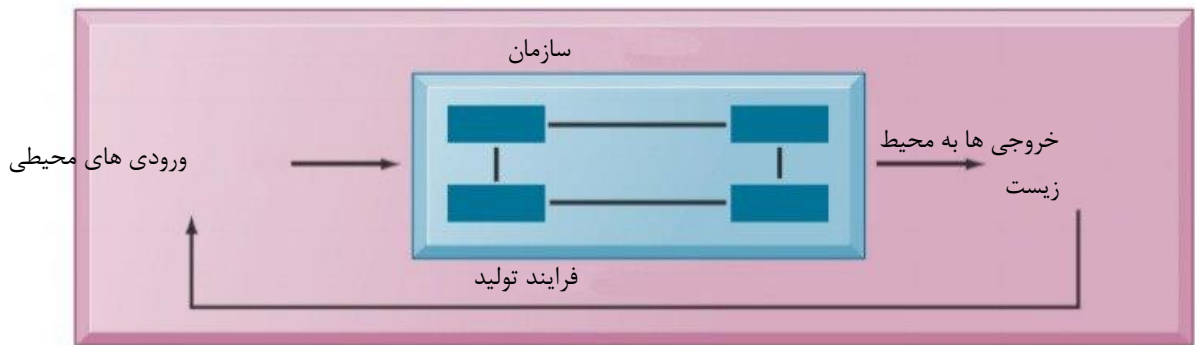 سازمان
خروجی ها به محیط
زیست
ورودی های محیطی
فرایند تولید